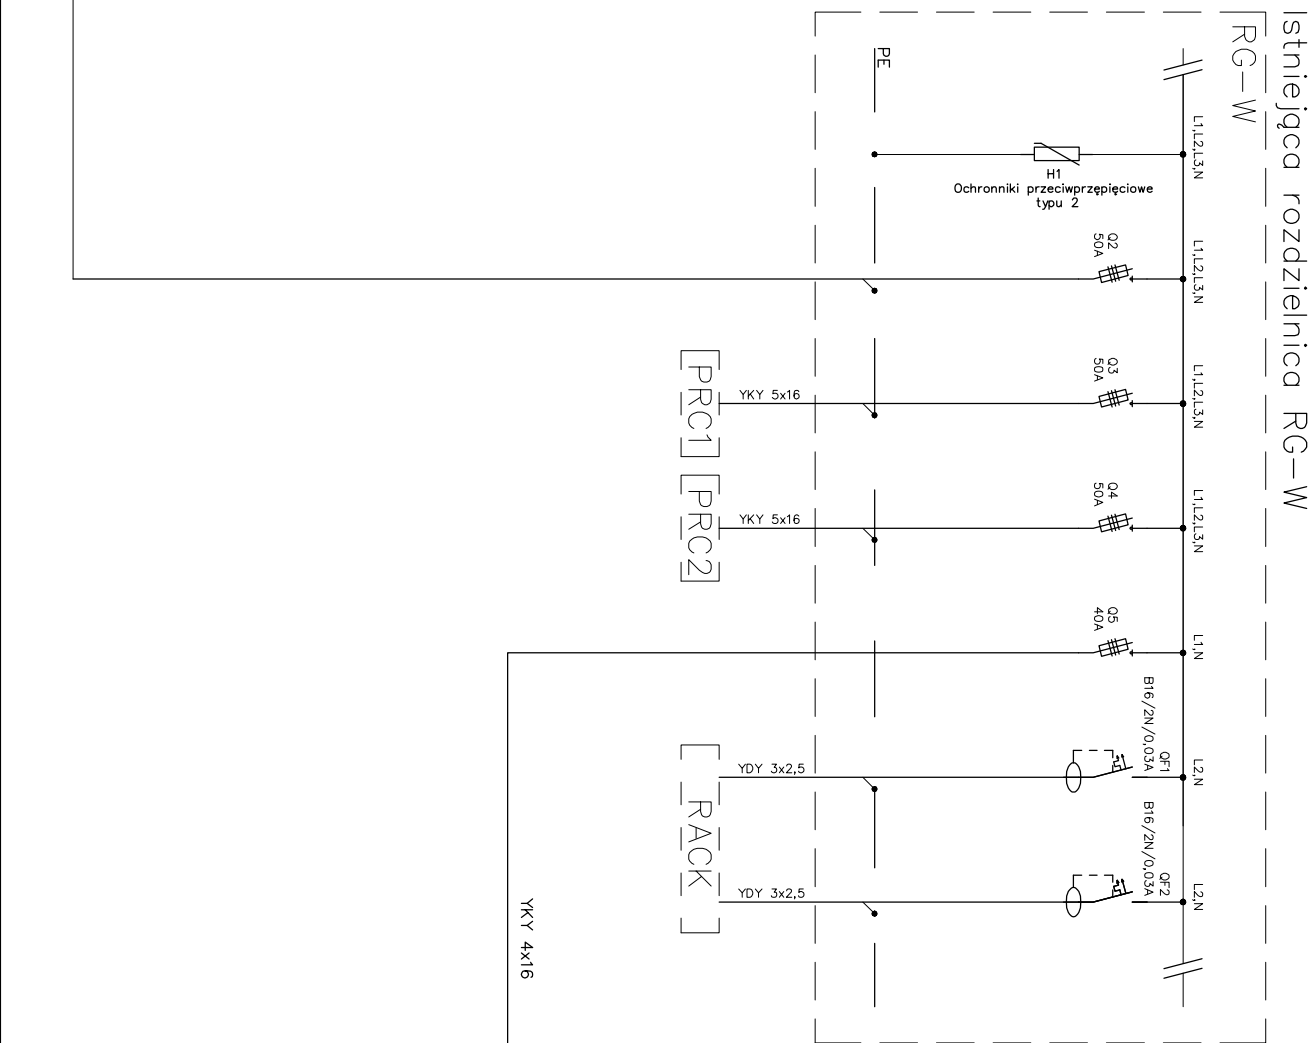 Istniejąca rozdzielnica RG-W
RG-W
PE
L1,L2,L3,N
H1
Ochronniki przeciwprzępięciowe
typu 2
L1,L2,L3,N
Q2
50A
L1,L2,L3,N
Q3
50A
YKY 5x16
PRC1
L1,L2,L3,N
Q4
50A
YKY 5x16
PRC2
L1,N
Q5
40A
YKY 4x16
L2,N
QF1
B16/2N/0,03A
YDY 3x2,5
RACK
L2,N
QF2
B16/2N/0,03A
YDY 3x2,5